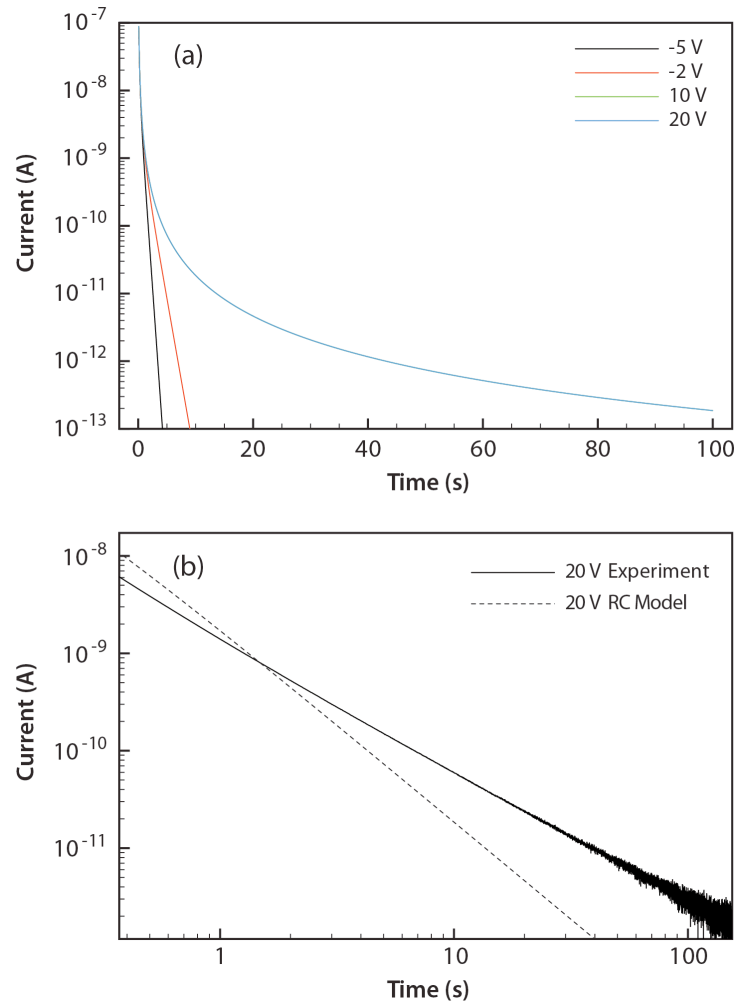 10-7
(a)
-5 V
-2 V
10 V
20 V
10-8
10-9
10-10
10-11
10-12
10-13
Current (A)
0 20 40 60 80 100
Time (s)
10-8
(b)
20 V Experiment
20 V RC Model
10-9
10-10
10-11
Current (A)
1 10 100
Time (s)